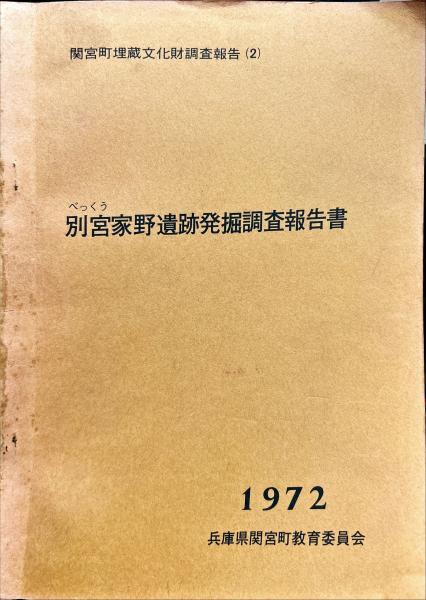 関宮町埋蔵文化財調査報告(2)
べっくう
別宮家野遺跡発掘調査報告書
1972
兵庫県関宮町教育委員会